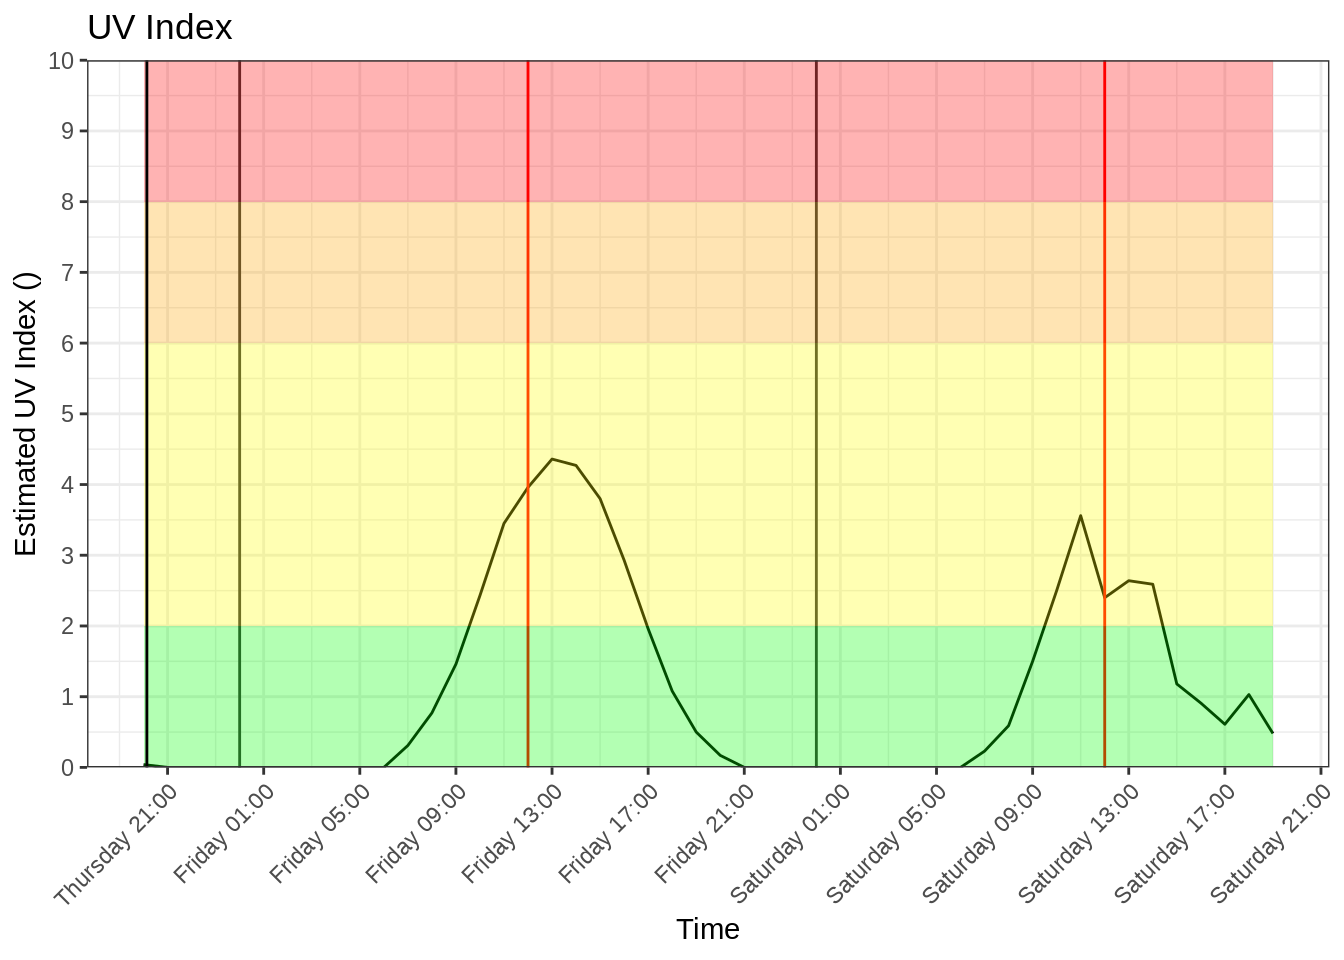 UV Index
10
9
8
7
6
5
4
3
2
1
0
Estimated UV Index ()
Thursday 21:00
Friday 01:00
Friday 05:00
Friday 09:00
Friday 13:00
Friday 17:00
Friday 21:00
Saturday 01:00
Saturday 05:00
Saturday 09:00
Saturday 13:00
Saturday 17:00
Saturday 21:00
Time